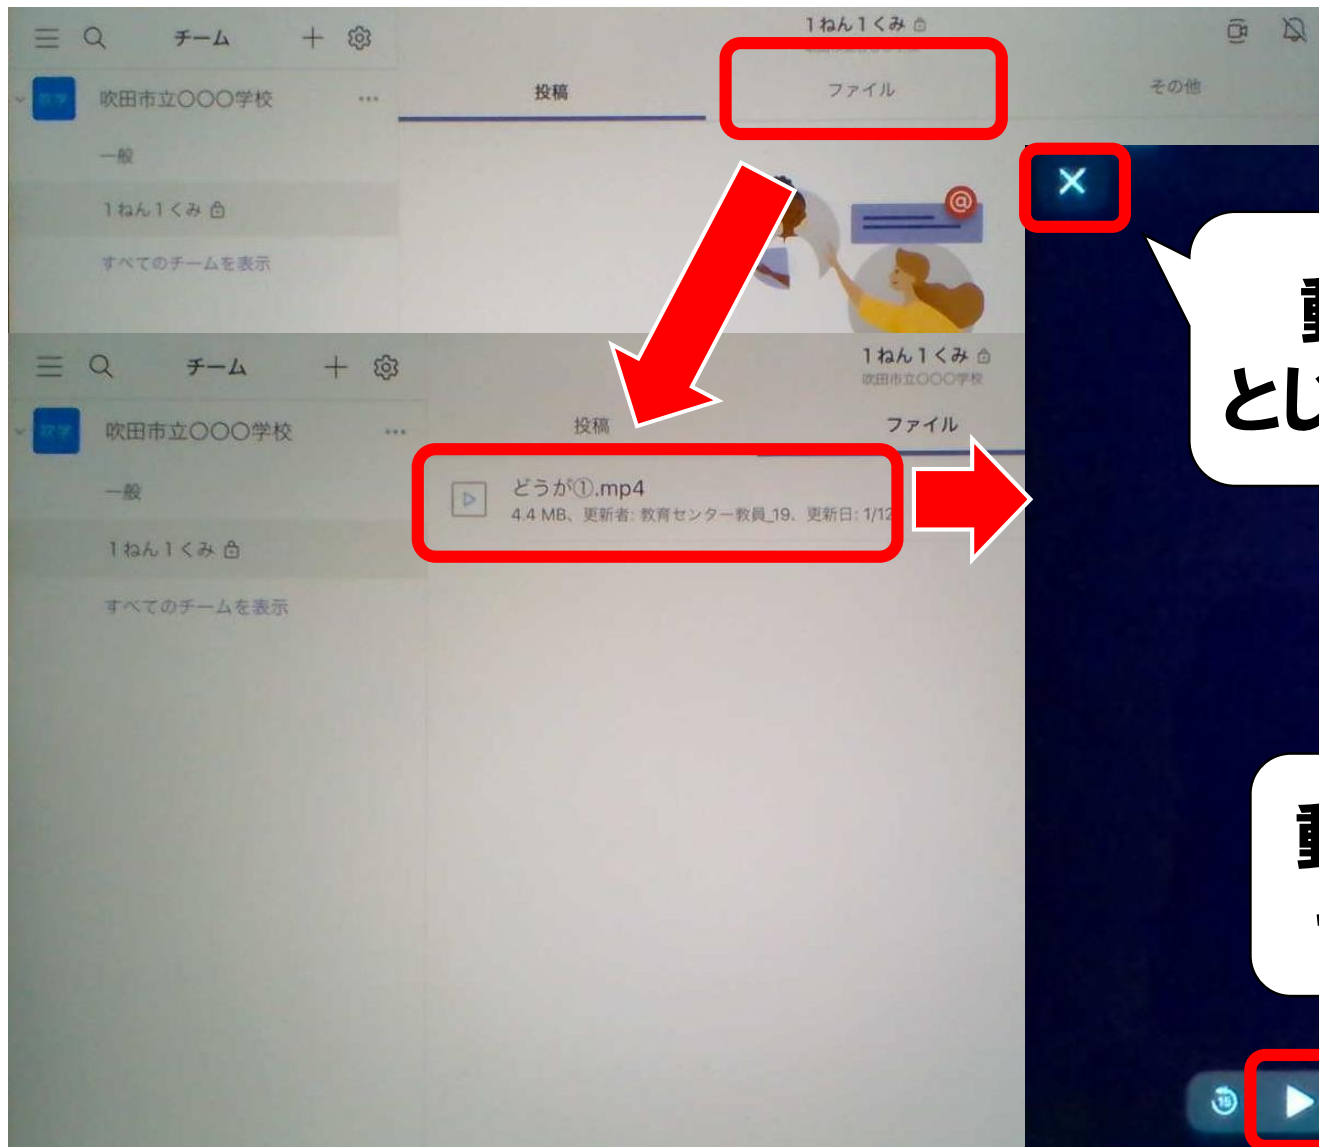 チーム
1ねん1くみ
吹田市立〇〇〇学校
投稿
ファイル
その他
一般
1ねん1くみ
すべてのチームを表示
@
動
とじ
チーム
1ねん1くみ
吹田市立〇〇〇学校
吹田市立〇〇〇学校
投稿
ファイル
一般
どうが①.mp4
4.4 MB、更新者: 教育センター教員_19、更新日: 1/12
1ねん1くみ
すべてのチームを表示
動
15